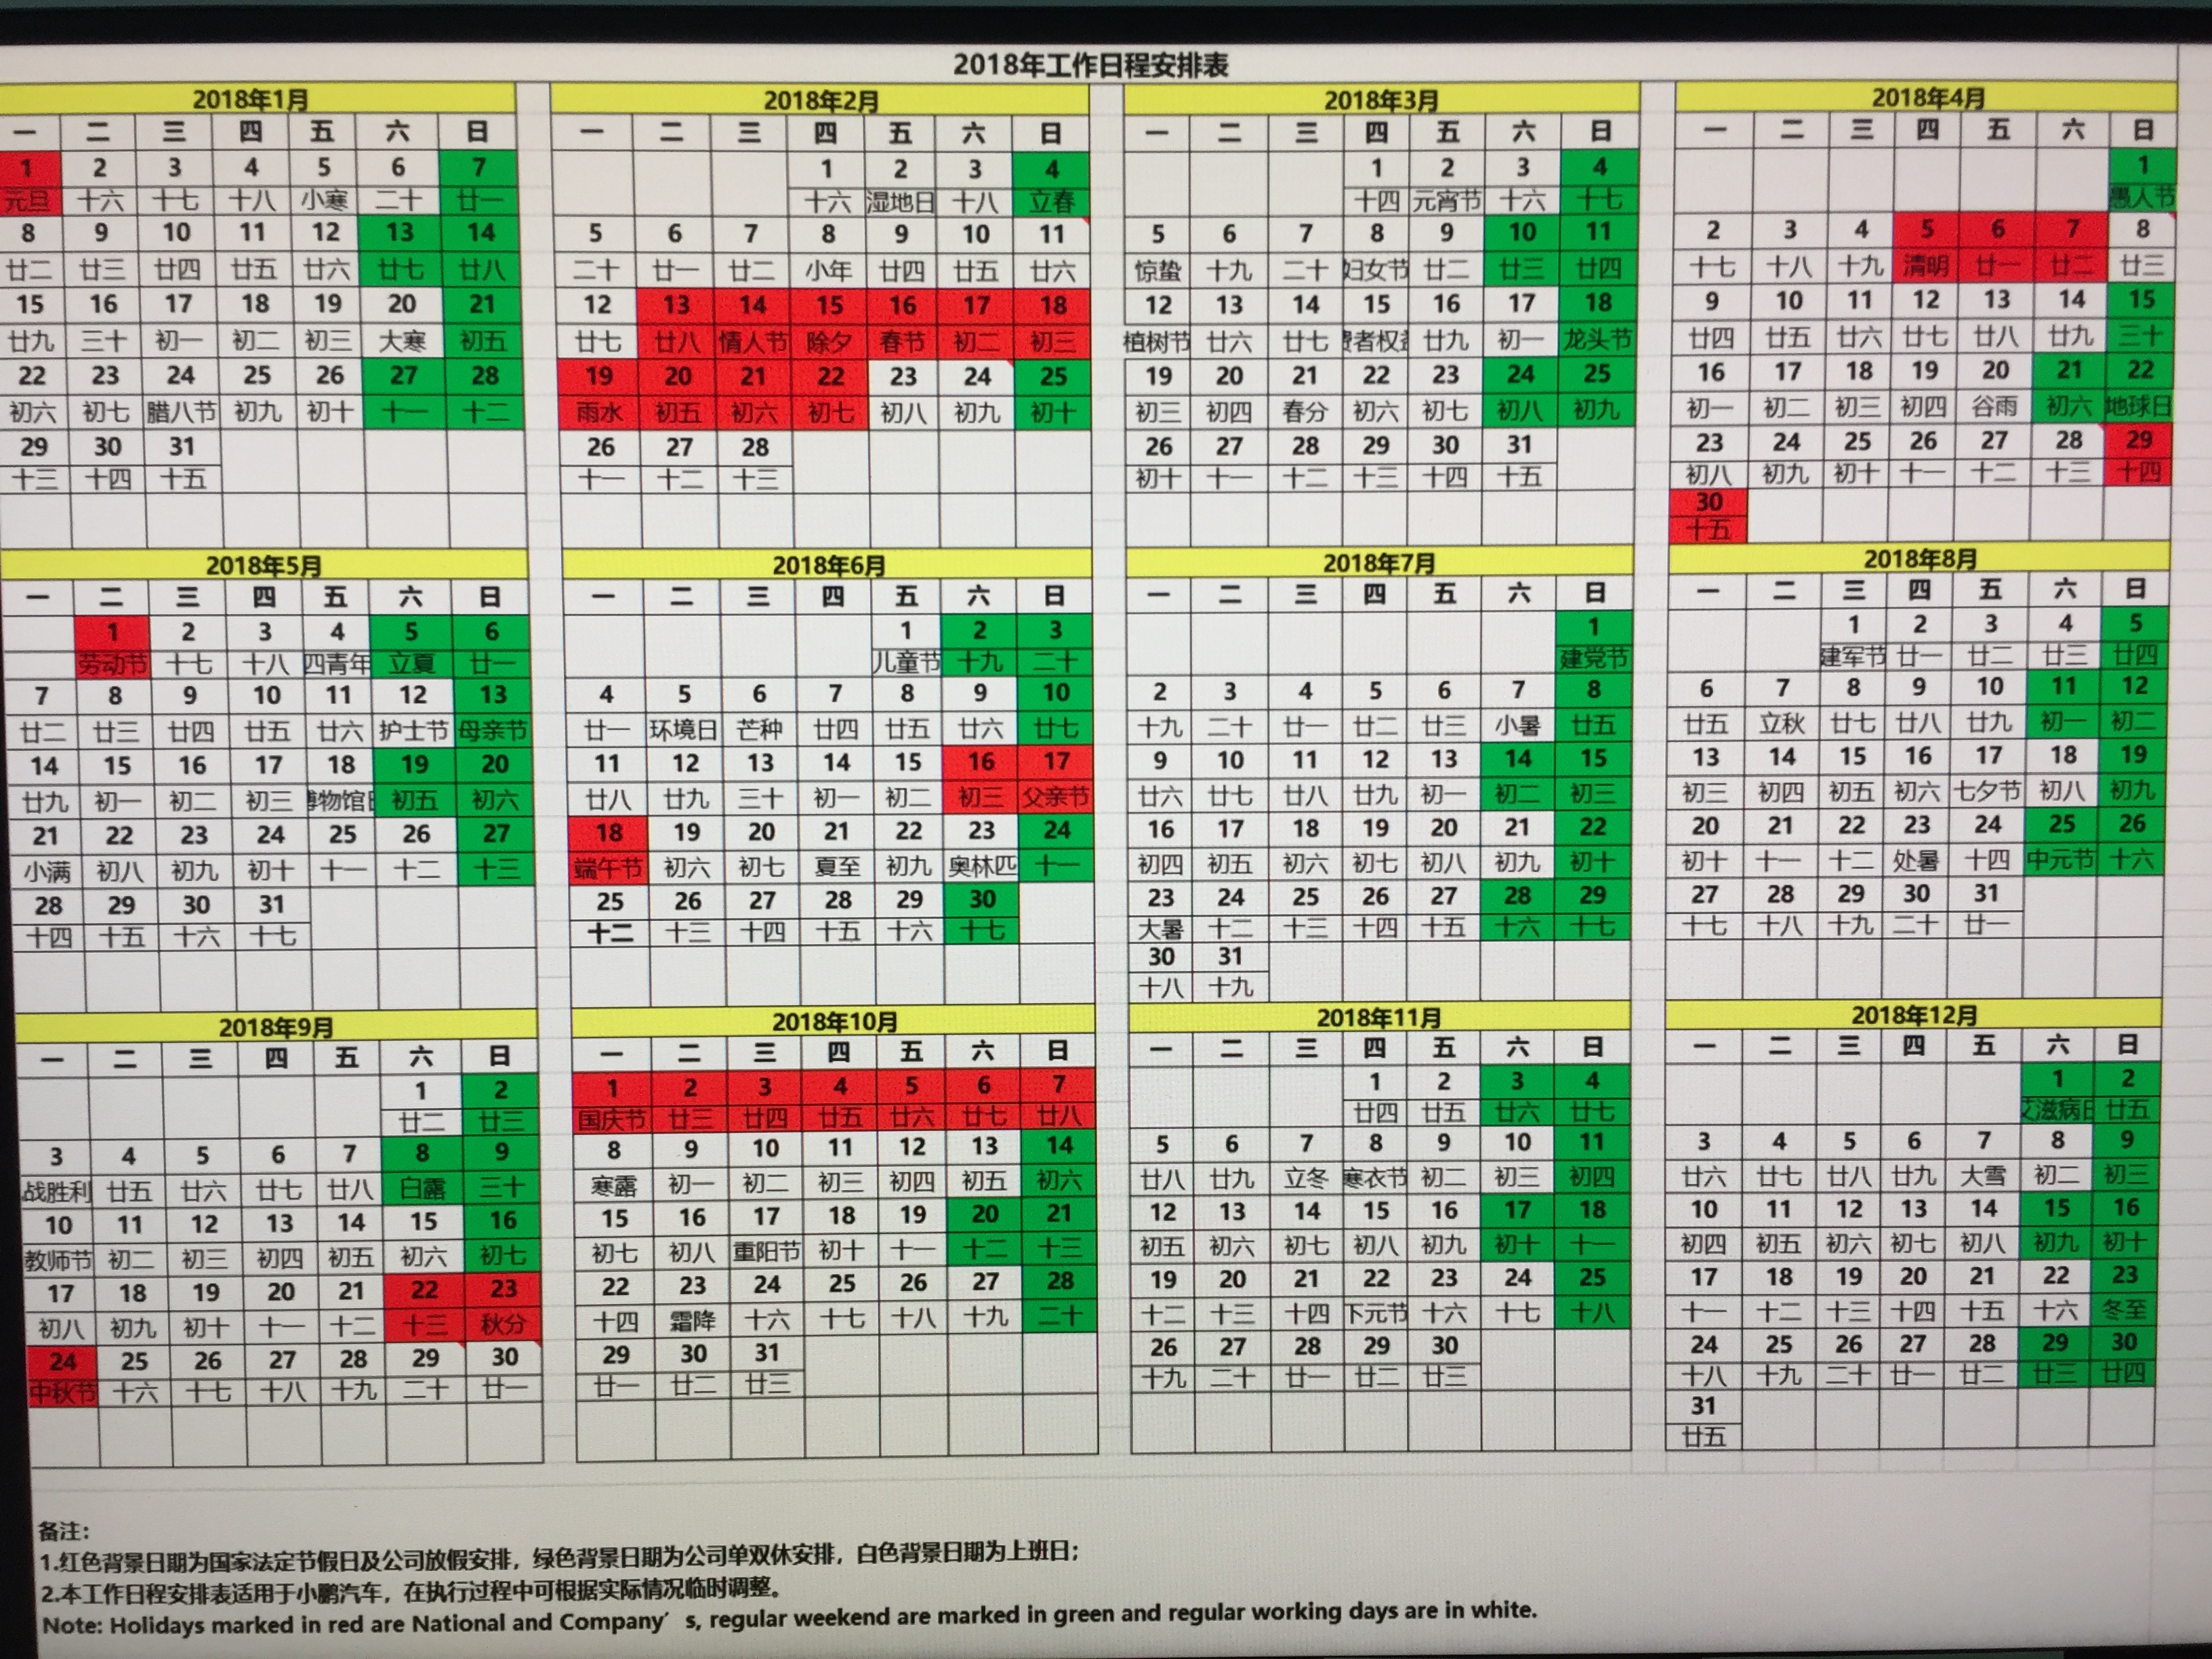 2018年工作日程安排表
2018年1月
一 二 三 四 五 六 日
1 2 3 4 5 6 7
元旦 十六 十七 十八 小寒 二十 廿一
8 9 10 11 12 13 14
廿二 廿三 廿四 廿五 廿六 廿七 廿八
15 16 17 18 19 20 21
廿九 三十 初一 初二 初三 大寒 初五
22 23 24 25 26 27 28
初六 初七 腊八节 初九 初十 十一 十二
29 30 31
十三 十四 十五
2018年2月
一 二 三 四 五 六 日
1 2 3 4
十六 湿地日 十八 立春
5 6 7 8 9 10 11
二十 廿一 廿二 小年 廿四 廿五 廿六
12 13 14 15 16 17 18
廿七 廿八 情人节 除夕 春节 初二 初三
19 20 21 22 23 24 25
雨水 初五 初六 初七 初八 初九 初十
26 27 28
十一 十二 十三
2018年3月
一 二 三 四 五 六 日
1 2 3 4
十四 元宵节 十六 十七
5 6 7 8 9 10 11
惊蛰 十九 二十 妇女节 廿二 廿三 廿四
12 13 14 15 16 17 18
植树节 廿六 廿七 者权 廿九 初一 龙头节
19 20 21 22 23 24 25
初三 初四 春分 初六 初七 初八 初九
26 27 28 29 30 31
初十 十一 十二 十三 十四 十五
2018年4月
一 二 三 四 五 六 日
1
愚人节
2 3 4 5 6 7 8
十七 十八 十九 清明 廿一 廿二 廿三
9 10 11 12 13 14 15
廿四 廿五 廿六 廿七 廿八 廿九 三十
16 17 18 19 20 21 22
初一 初二 初三 初四 谷雨 初六 地球日
23 24 25 26 27 28 29
初八 初九 初十 十一 十二 十三 十四
30
十五
2018年5月
一 二 三 四 五 六 日
1 2 3 4 5 6
劳动节 十七 十八 四青年 立夏 廿一
7 8 9 10 11 12 13
廿二 廿三 廿四 廿五 廿六 护士节 母亲节
14 15 16 17 18 19 20
廿九 初一 初二 初三 物馆 初五 初六
21 22 23 24 25 26 27
小满 初八 初九 初十 十一 十二 十三
28 29 30 31
十四 十五 十六 十七
2018年6月
一 二 三 四 五 六 日
1 2 3
儿童节 十九 二十
4 5 6 7 8 9 10
廿一 环境日 芒种 廿四 廿五 廿六 廿七
11 12 13 14 15 16 17
廿八 廿九 三十 初一 初二 初三 父亲节
18 19 20 21 22 23 24
端午节 初六 初七 夏至 初九 奥林匹 十一
25 26 27 28 29 30
十二 十三 十四 十五 十六 十七
2018年7月
一 二 三 四 五 六 日
1
建党节
2 3 4 5 6 7 8
十九 二十 廿一 廿二 廿三 小暑 廿五
9 10 11 12 13 14 15
廿六 廿七 廿八 廿九 初一 初二 初三
16 17 18 19 20 21 22
初四 初五 初六 初七 初八 初九 初十
23 24 25 26 27 28 29
大暑 十二 十三 十四 十五 十六 十七
30 31
十八 十九
2018年8月
一 二 三 四 五 六 日
1 2 3 4 5
建军节 廿一 廿二 廿三 廿四
6 7 8 9 10 11 12
廿五 立秋 廿七 廿八 廿九 初一 初二
13 14 15 16 17 18 19
初三 初四 初五 初六 七夕节 初八 初九
20 21 22 23 24 25 26
初十 十一 十二 处暑 十四 中元节 十六
27 28 29 30 31
十七 十八 十九 二十 廿一
2018年9月
一 二 三 四 五 六 日
1 2
廿二 廿三
3 4 5 6 7 8 9
战胜利 廿五 廿六 廿七 廿八 白露 三十
10 11 12 13 14 15 16
教师节 初二 初三 初四 初五 初六 初七
17 18 19 20 21 22 23
初八 初九 初十 十一 十二 十三 秋分
24 25 26 27 28 29 30
中秋节 十六 十七 十八 十九 二十 廿一
2018年10月
一 二 三 四 五 六 日
1 2 3 4 5 6 7
国庆节 廿三 廿四 廿五 廿六 廿七 廿八
8 9 10 11 12 13 14
寒露 初一 初二 初三 初四 初五 初六
15 16 17 18 19 20 21
初七 初八 重阳节 初十 十一 十二 十三
22 23 24 25 26 27 28
十四 霜降 十六 十七 十八 十九 二十
29 30 31
廿一 廿二 廿三
2018年11月
一 二 三 四 五 六 日
1 2 3 4
廿四 廿五 廿六 廿七
5 6 7 8 9 10 11
廿八 廿九 立冬 寒衣节 初二 初三 初四
12 13 14 15 16 17 18
初五 初六 初七 初八 初九 初十 十一
19 20 21 22 23 24 25
十二 十三 十四 下元节 十六 十七 十八
26 27 28 29 30
十九 二十 廿一 廿二 廿三
2018年12月
一 二 三 四 五 六 日
1 2
滋病 廿五
3 4 5 6 7 8 9
廿六 廿七 廿八 廿九 大雪 初二 初三
10 11 12 13 14 15 16
初四 初五 初六 初七 初八 初九 初十
17 18 19 20 21 22 23
十一 十二 十三 十四 十五 十六 冬至
24 25 26 27 28 29 30
十八 十九 二十 廿一 廿二 廿三 廿四
31
廿五
备注：
1.红色背景日期为国家法定节假日及公司放假安排，绿色背景日期为公司单双休安排，白色背景日期为上班日；
2.本工作日程安排表适用于小鹏汽车，在执行过程中可根据实际情况临时调整。
Note: Holidays marked in red are National and Company′s, regular weekend are marked in green and regular working days are in white.